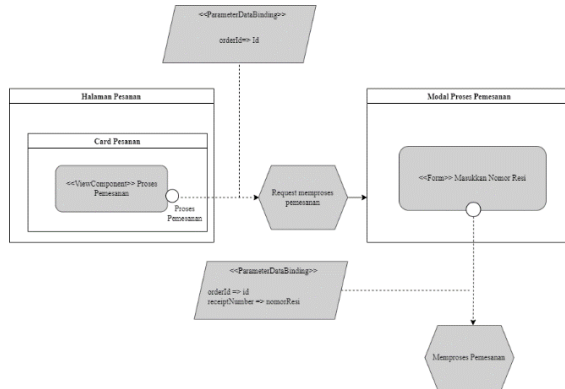 <<ParameterDataBinding>>
orderId=> Id
Halaman Pesanan
Modal Proses Pemesanan
Card Pesanan
<<ViewComponent>> Proses
Pemesanan
Proses
Pemesanan
Request memproses
pemesanan
<<Form>> Masukkan Nomor Resi
<<ParameterDataBinding>>
orderId => id
receiptNumber => nomorResi
Memproses Pemesanan